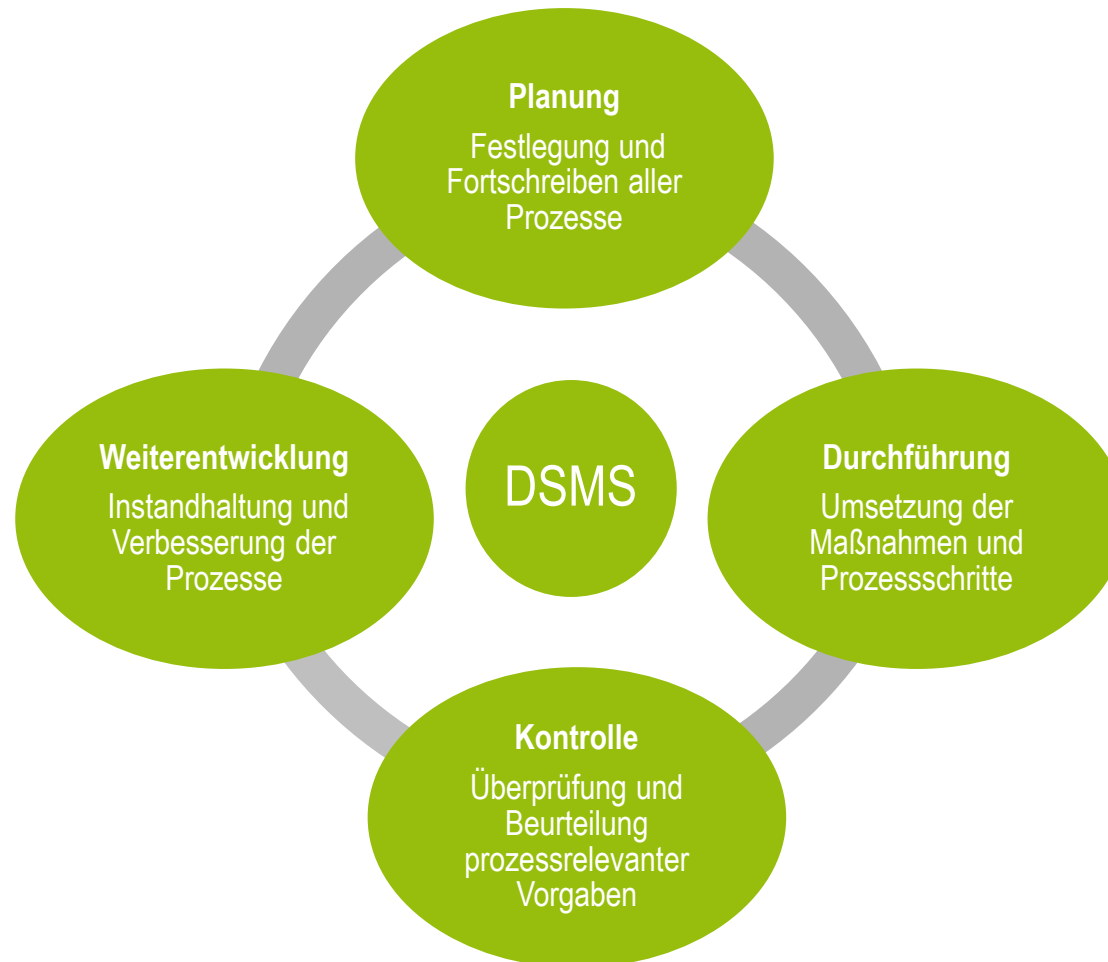 Planung
Festlegung und
Fortschreiben aller
Prozesse
Weiterentwicklung
Instandhaltung und
Verbesserung der
Prozesse
DSMS
Durchführung
Umsetzung der
Maßnahmen und
Prozessschritte
Kontrolle
Überprüfung und
Beurteilung
prozessrelevanter
Vorgaben